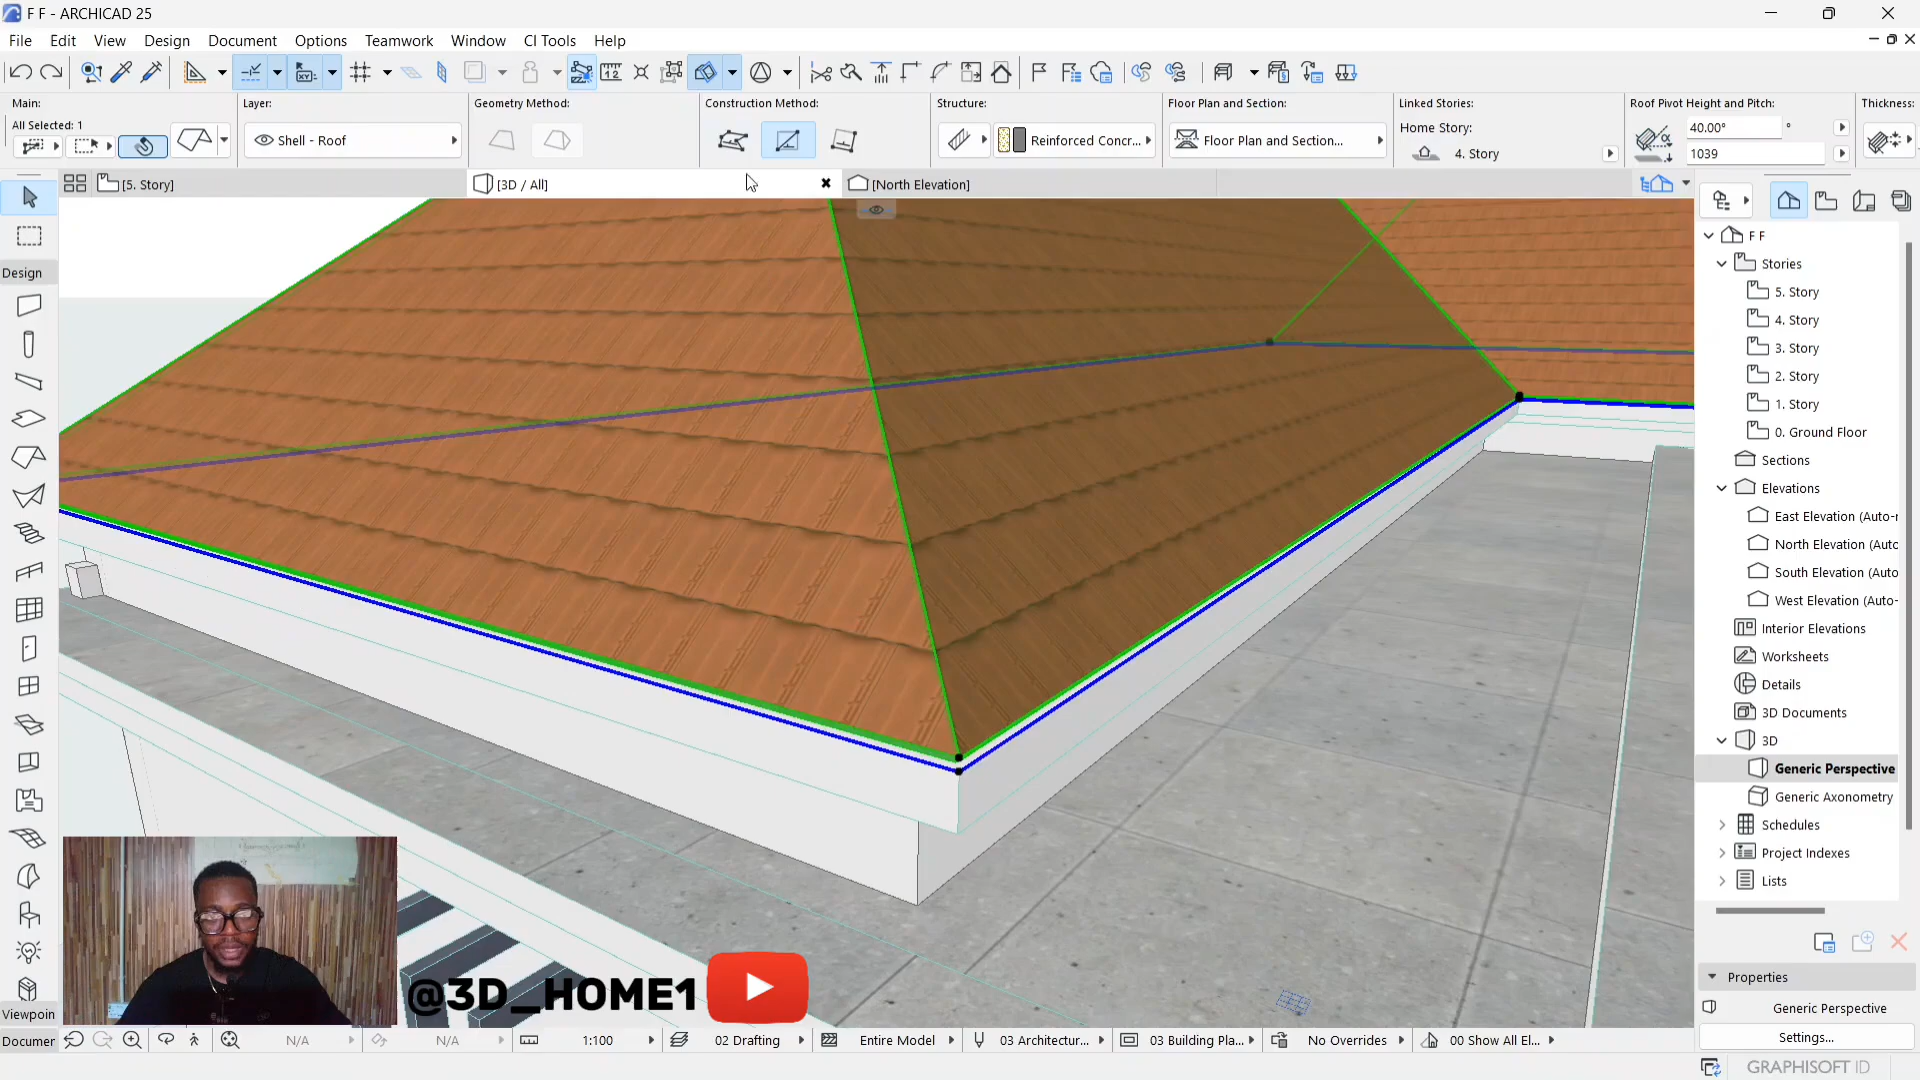 F F - ARCHICAD 25
File Edit View Design Document Options Teamwork Window CI Tools Help
Main: Layer: Geometry Method: Construction Method: Structure: Floor Plan and Section: Linked Stories: Roof Pivot Height and Pitch: Thickness:
All Selected: 1
Home Story:
40.00° °
Shell - Roof
Reinforced Concr...
Floor Plan and Section...
4. Story
1039
[5. Story]
[3D / All]
[North Elevation]
F F
Design
Stories
5. Story
4. Story
3. Story
2. Story
1. Story
0. Ground Floor
Sections
Elevations
East Elevation (Auto-r
North Elevation (Autc
South Elevation (Auto
West Elevation (Auto-
Interior Elevations
Worksheets
Details
3D Documents
3D
Generic Perspective
Generic Axonometry
Schedules
Project Indexes
Lists
Properties
Generic Perspective
Settings...
@3D_HOME1
Viewpoin
Documer
N/A
N/A
1:100
02 Drafting
Entire Model
03 Architectur...
03 Building Pla...
No Overrides
00 Show All El...
GRAPHISOFT ID